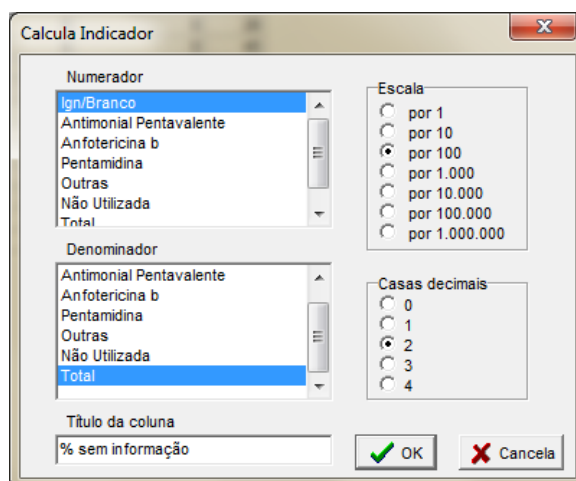 Calcula Indicador
Numerador
Ign/Branco
Antimonial Pentavalente
Anfotericina b
Pentamidina
Outras
Não Utilizada
Total
Denominador
Antimonial Pentavalente
Anfotericina b
Pentamidina
Outras
Não Utilizada
Total
Título da coluna
% sem informação
Escala
por 1
por 10
por 100
por 1.000
por 10.000
por 100.000
por 1.000.000
Casas decimais
0
1
2
3
4
OK
Cancela